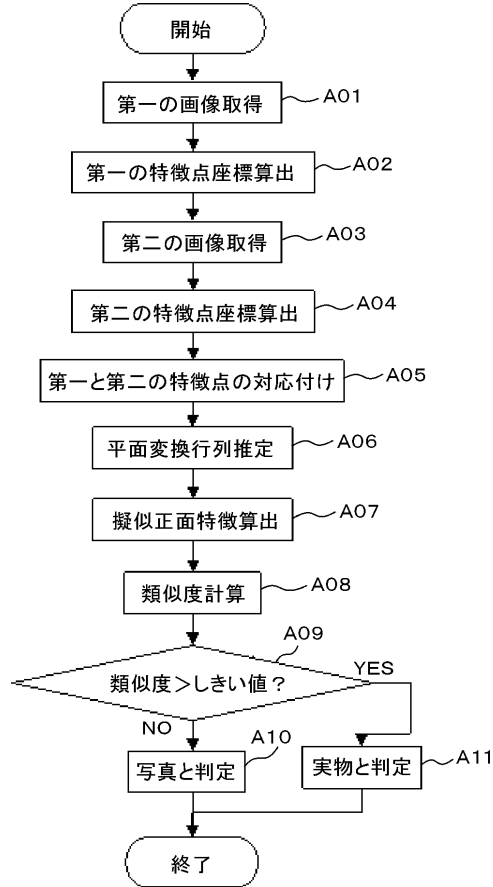 開始
第一の画像取得
A01
第一の特徴点座標算出
A02
第二の画像取得
A03
第二の特徴点座標算出
A04
第一と第二の特徴点の対応付け
A05
平面変換行列推定
A06
擬似正面特徴算出
A07
類似度計算
A08
A09
類似度＞しきい値？
YES
NO
A10
写真と判定
実物と判定
A11
終了